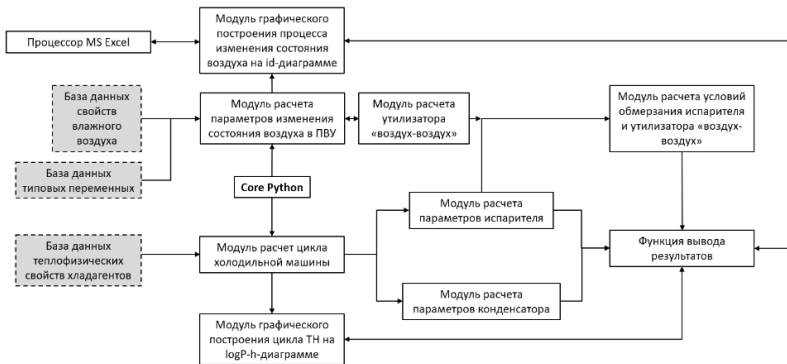 Модуль графического
построения процесса
изменения состояния
воздуха на id-диаграмме
Процессор MS Excel
База данных
свойств
влажного
воздуха
Модуль расчета
параметров изменения
состояния воздуха в ПВУ
Модуль расчета
утилизатора
«воздух-воздух»
Модуль расчета условий
обмерзания испарителя
и утилизатора «воздух-
воздух»
База данных
типовых переменных
Core Python
Модуль расчета
параметров испарителя
База данных
теплофизических
свойств хладагентов
Модуль расчет цикла
холодильной машины
Функция вывода
результатов
Модуль расчета
параметров конденсатора
Модуль графического
построения цикла ТН на
logP-h-диаграмме